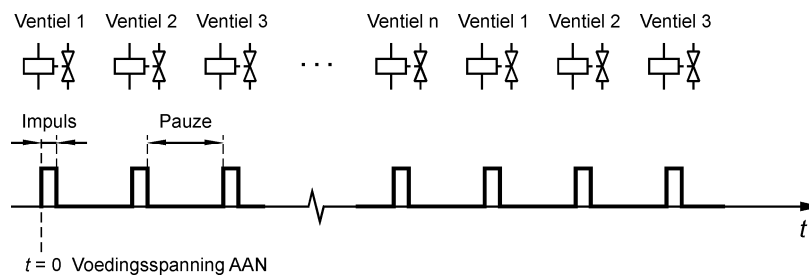 Ventiel 1 Ventiel 2 Ventiel 3 Ventiel n Ventiel 1 Ventiel 2 Ventiel 3
. . .
Impuls Pauze
t
t = 0 Voedingsspanning AAN